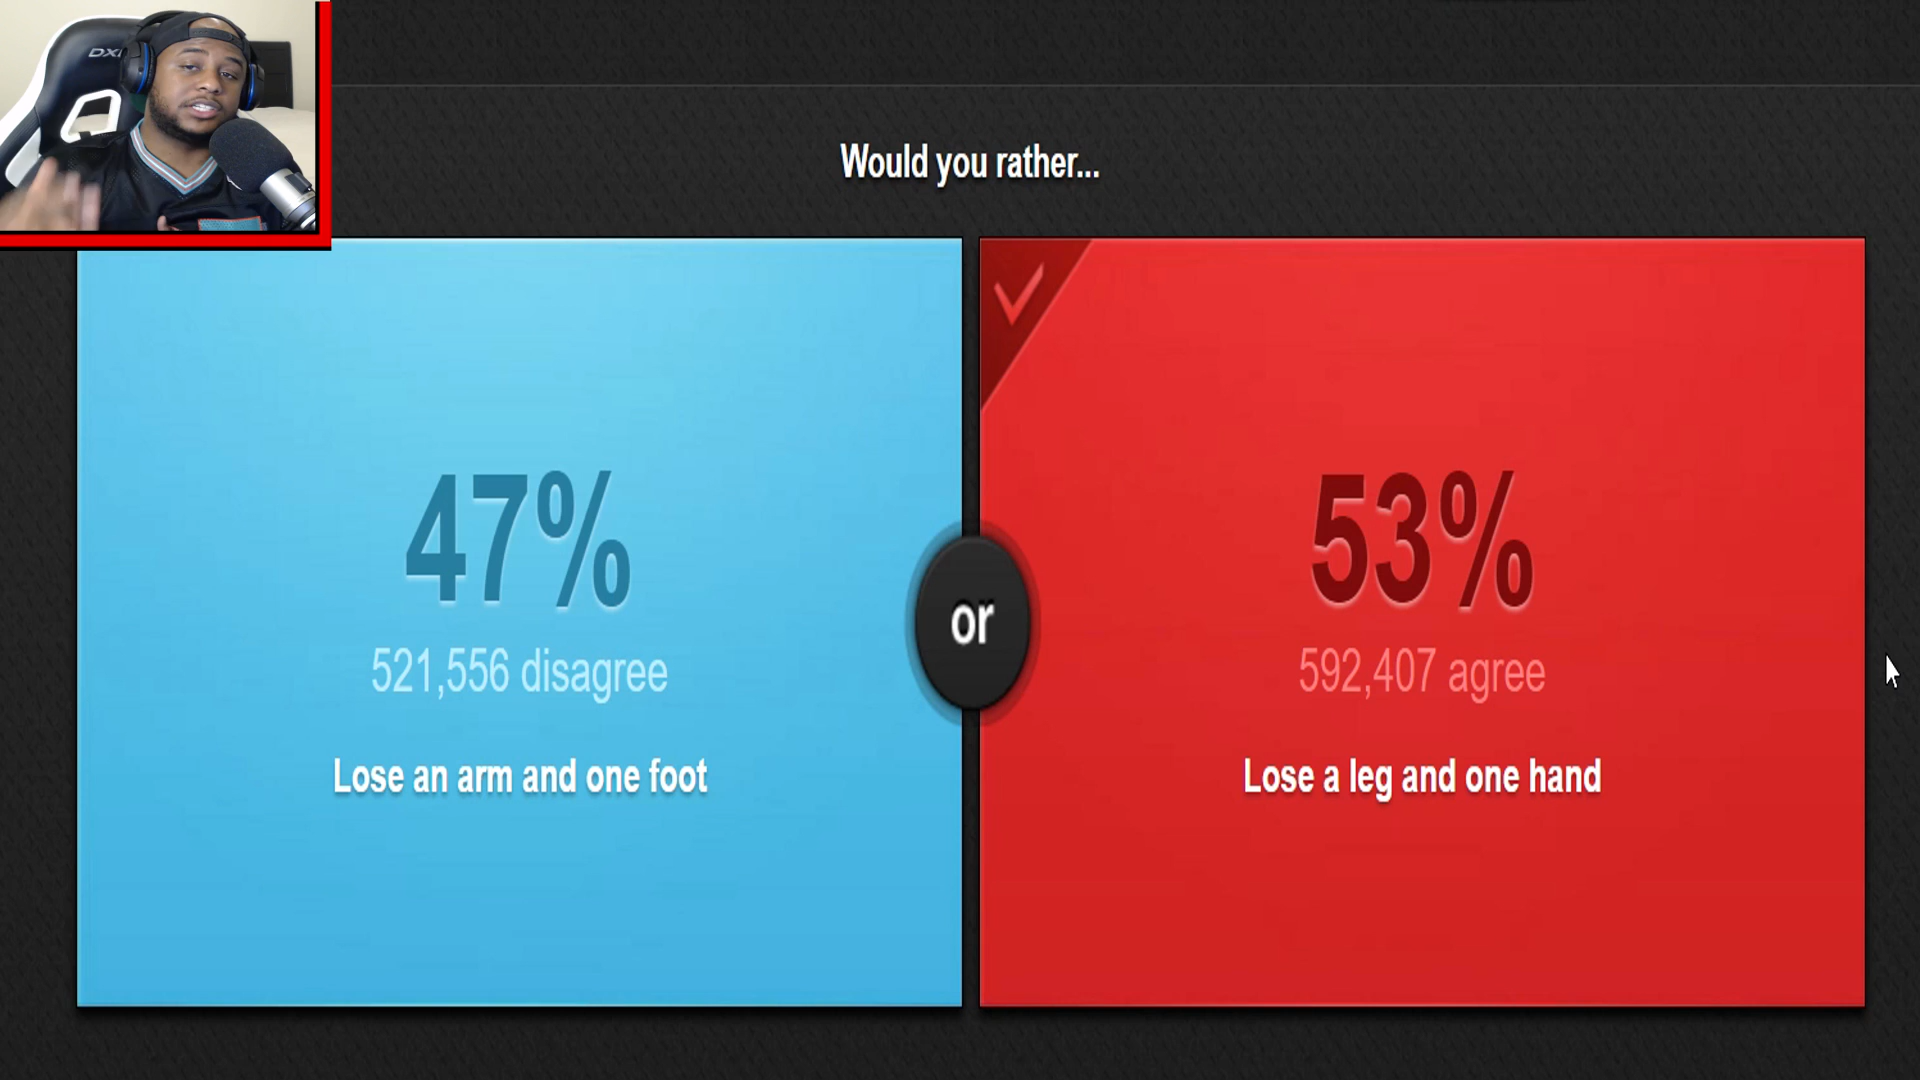 DX
Would you rather...
47%
521,556 disagree
Lose an arm and one foot
or
53%
592,407 agree
Lose a leg and one hand